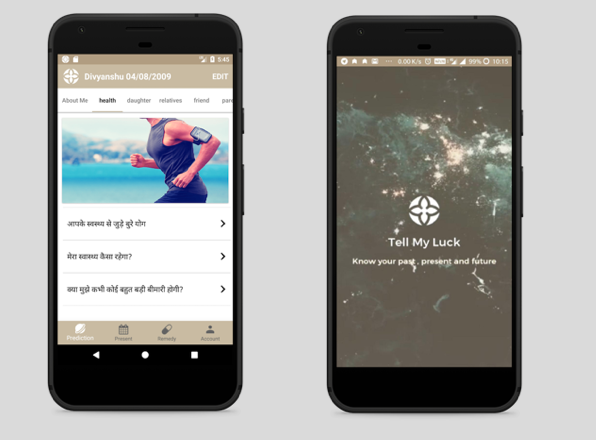 5:45
Divyanshu 04/08/2009
EDIT
About Me health daughter relatives friend
आपके स्वास्थ्य से जुड़े बुरे योग
मेरा स्वास्थ्य कैसा रहेगा?
क्या मुझे कभी कोई बहुत बड़ी बीमारी होगी?
Prediction Present Remedy Account
0.00 K/s
99%
10:15
Tell My Luck
Know your past , present and future